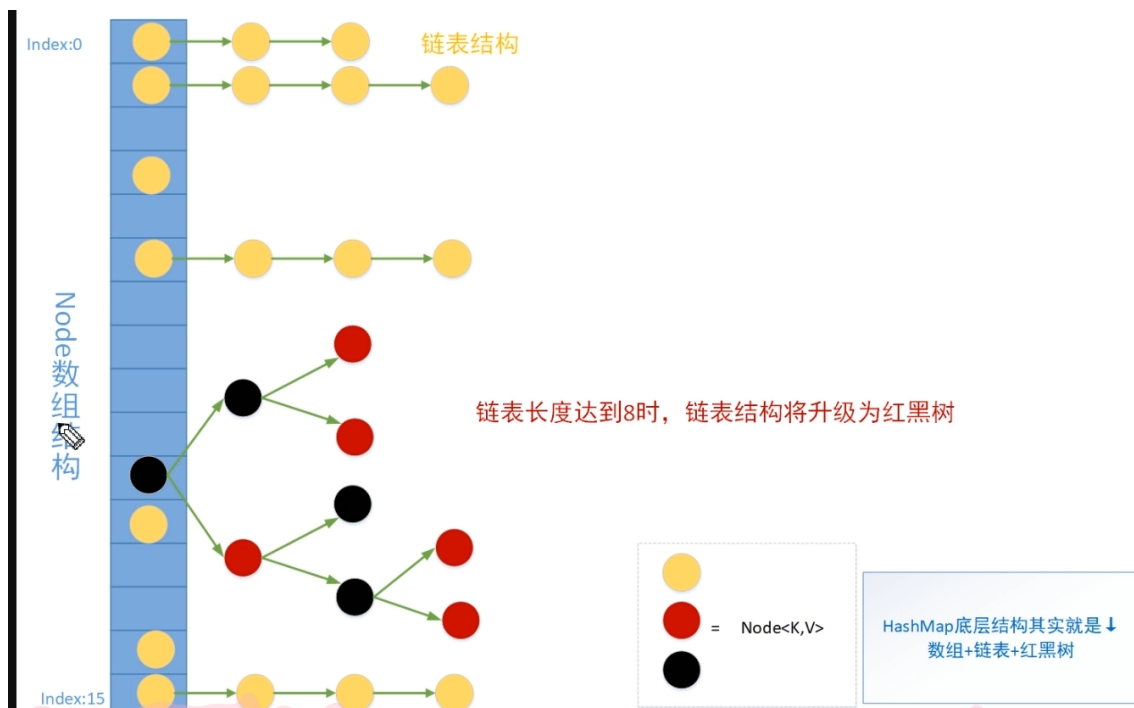 Index:0
链表结构
Node数组结构
链表长度达到8时，链表结构将升级为红黑树
= Node<K,V>
HashMap底层结构其实就是↓
数组+链表+红黑树
Index:15